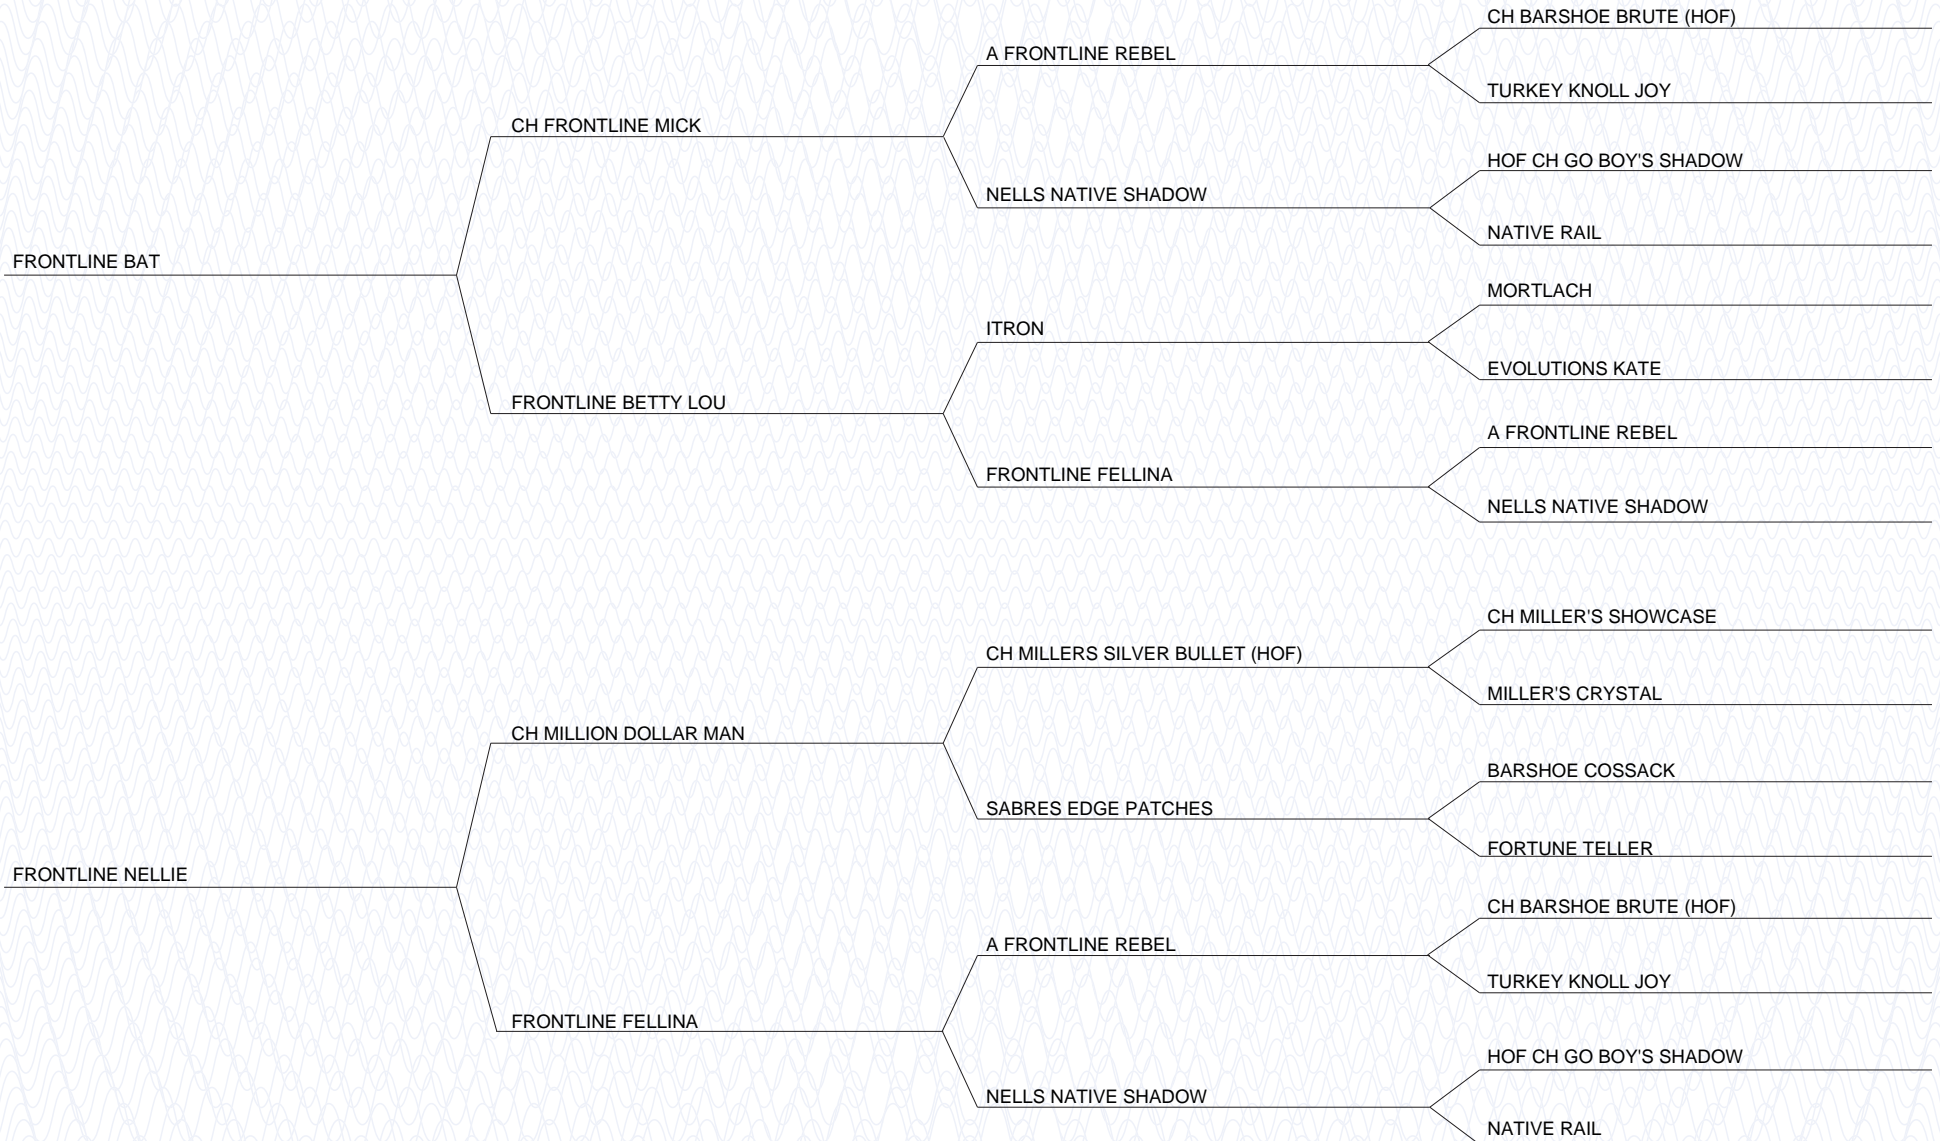 CH BARSHOE BRUTE (HOF)
A FRONTLINE REBEL
TURKEY KNOLL JOY
CH FRONTLINE MICK
HOF CH GO BOY'S SHADOW
NELLS NATIVE SHADOW
NATIVE RAIL
FRONTLINE BAT
MORTLACH
ITRON
EVOLUTIONS KATE
FRONTLINE BETTY LOU
A FRONTLINE REBEL
FRONTLINE FELLINA
NELLS NATIVE SHADOW
CH MILLER'S SHOWCASE
CH MILLERS SILVER BULLET (HOF)
MILLER'S CRYSTAL
CH MILLION DOLLAR MAN
BARSHOE COSSACK
SABRES EDGE PATCHES
FORTUNE TELLER
FRONTLINE NELLIE
CH BARSHOE BRUTE (HOF)
A FRONTLINE REBEL
TURKEY KNOLL JOY
FRONTLINE FELLINA
HOF CH GO BOY'S SHADOW
NELLS NATIVE SHADOW
NATIVE RAIL